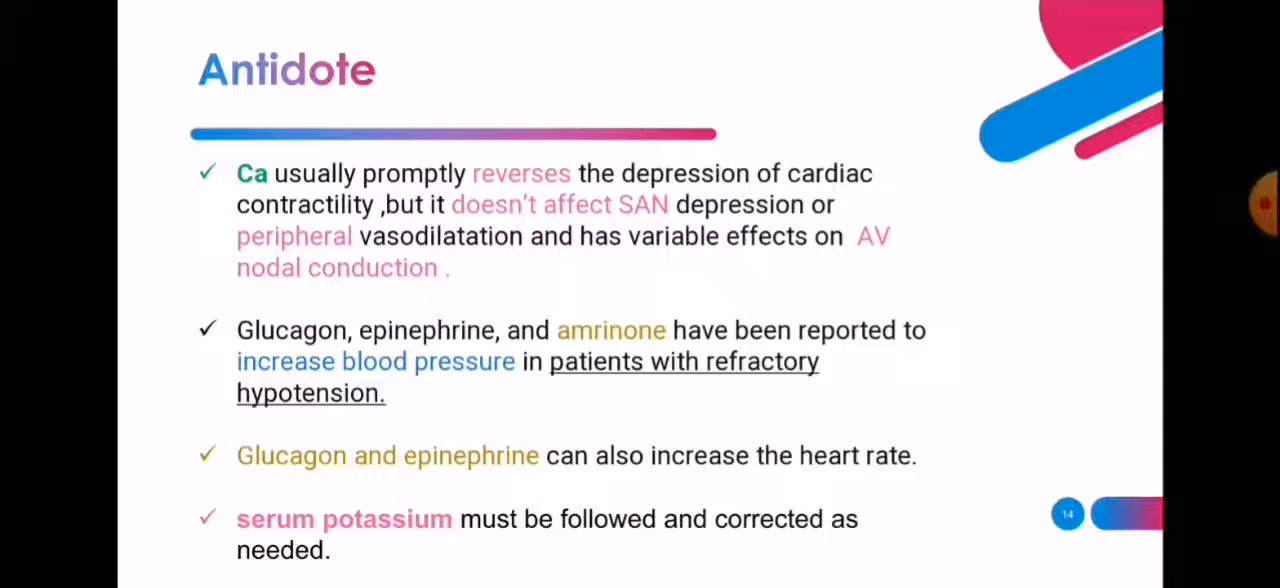 Antidote
✓ Ca usually promptly reverses the depression of cardiac
contractility ,but it doesn't affect SAN depression or
peripheral vasodilatation and has variable effects on AV
nodal conduction .
✓ Glucagon, epinephrine, and amrinone have been reported to
increase blood pressure in patients with refractory
hypotension.
✓ Glucagon and epinephrine can also increase the heart rate.
✓ serum potassium must be followed and corrected as
needed.
14